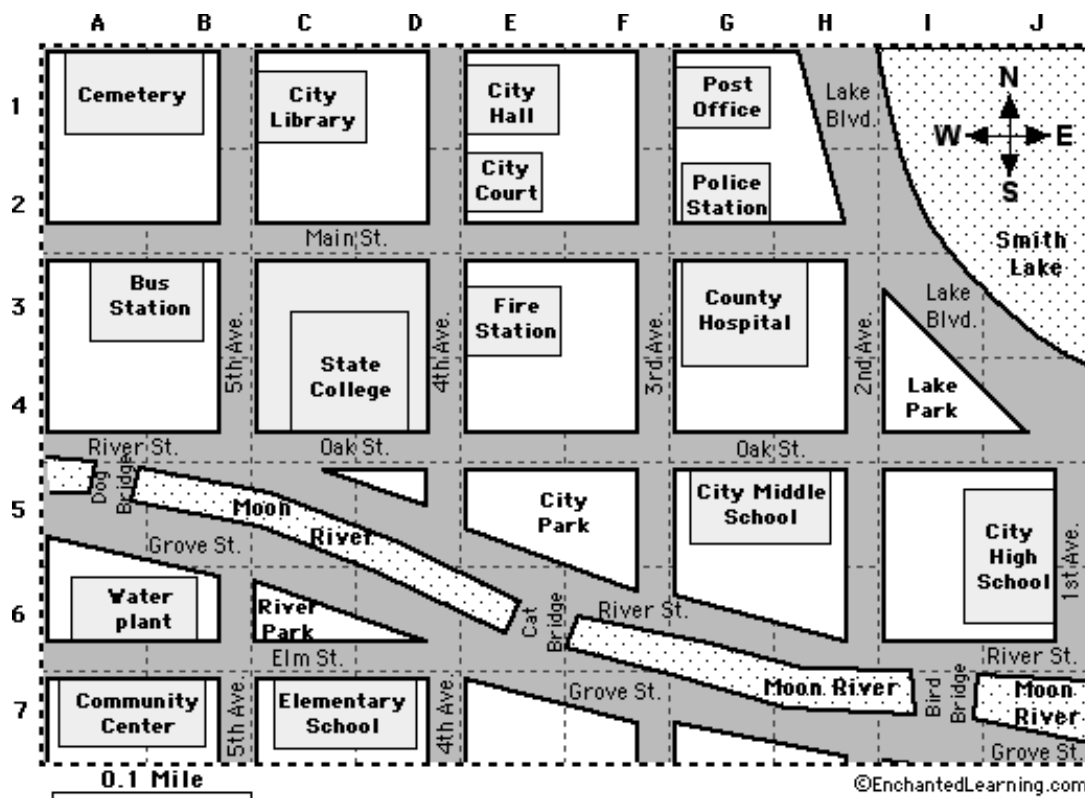 A B C D E F G H I J
1
Cemetery
City
Library
City
Hall
Post
Office
Lake
Blvd.
N
W E
S
2
City
Court
Police
Station
Main St.
Smith
Lake
3
Bus
Station
5th Ave.
State
College
4th Ave.
Fire
Station
3rd Ave.
County
Hospital
2nd Ave.
Lake
Blvd.
4
Lake
Park
River St.
Oak St.
Oak St.
5
Dog
Bridge
Moon
River
City
Park
City Middle
School
City
High
School
1st Ave.
Grove St.
6
Water
plant
River
Park
Cat
Bridge
River St.
Elm St.
River St.
7
Community
Center
5th Ave.
Elementary
School
4th Ave.
Grove St.
Moon River
Bird
Bridge
Moon
River
Grove St.
0.1 Mile
©EnchantedLearning.com